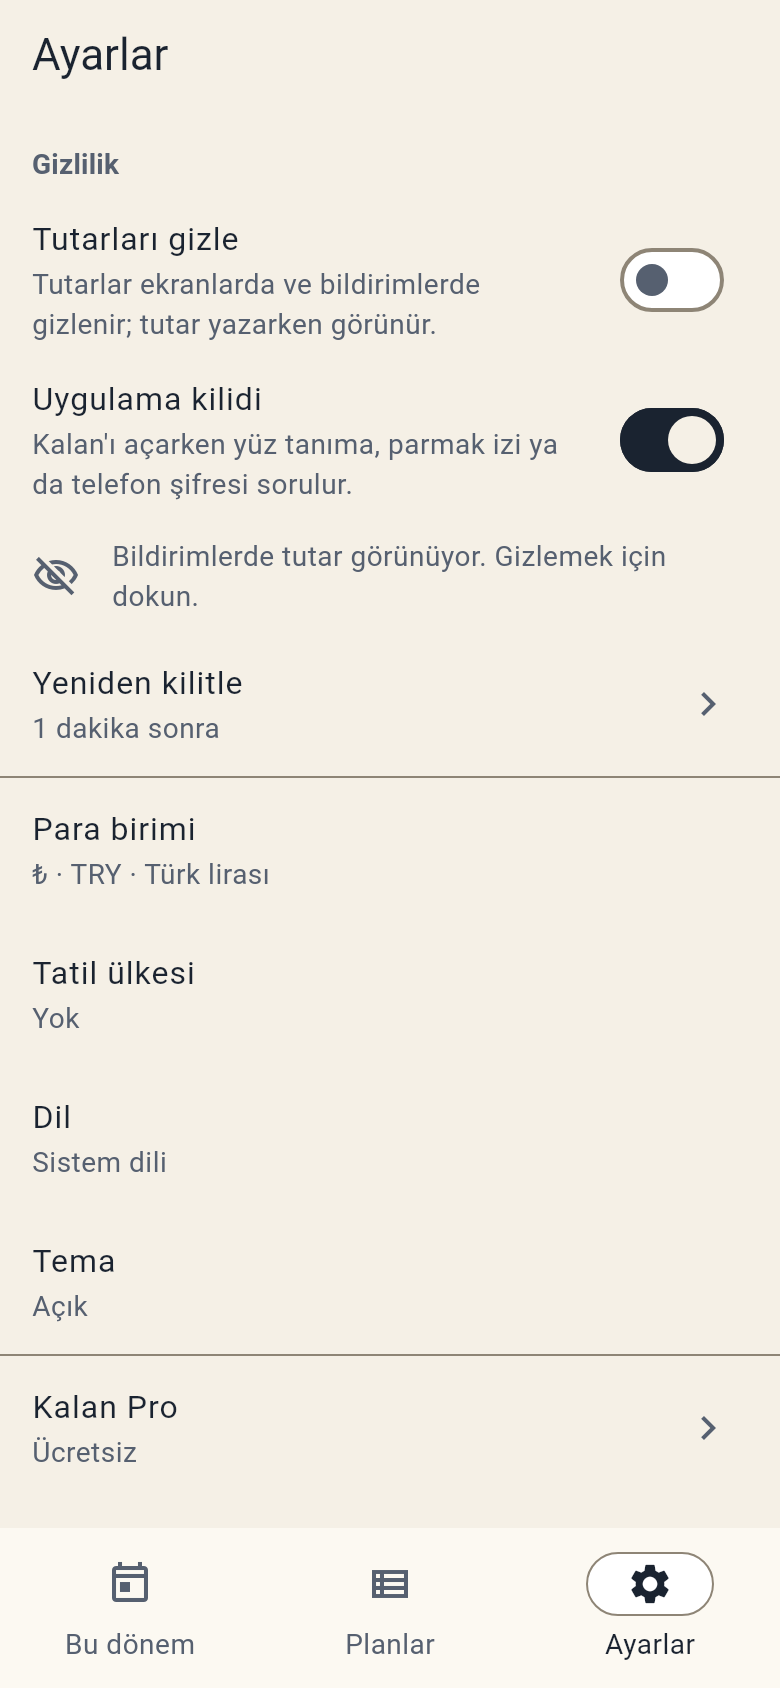 Ayarlar
Gizlilik
Tutarları gizle
Tutarlar ekranlarda ve bildirimlerde
gizlenir; tutar yazarken görünür.
Uygulama kilidi
Kalan'ı açarken yüz tanıma, parmak izi ya
da telefon şifresi sorulur.
Bildirimlerde tutar görünüyor. Gizlemek için
dokun.
Yeniden kilitle
1 dakika sonra
Para birimi
₺ · TRY · Türk lirası
Tatil ülkesi
Yok
Dil
Sistem dili
Tema
Açık
Kalan Pro
Ücretsiz
Bu dönem
Planlar
Ayarlar